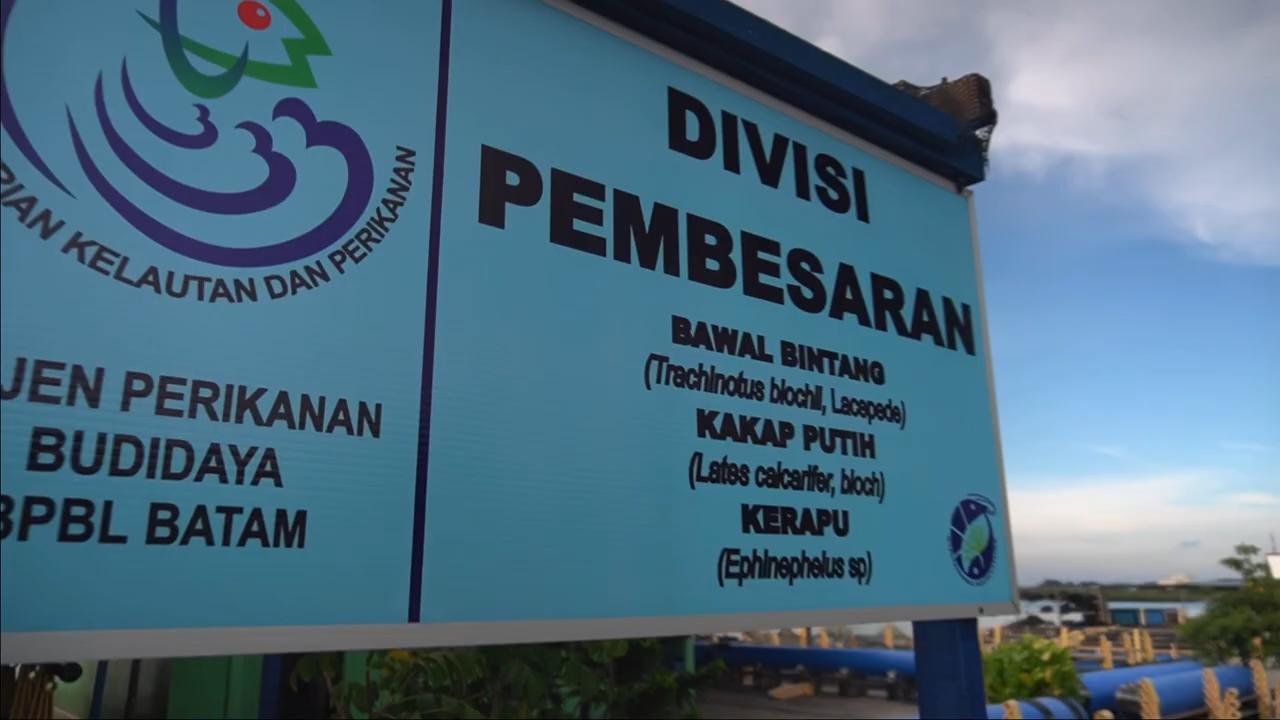 KELAUTAN DAN PERIKANAN
JEN PERIKANAN
BUDIDAYA
BPBL BATAM
DIVISI
PEMBESARAN
BAWAL BINTANG
(Trachinotus blochii, Lacepede)
KAKAP PUTIH
(Lates calcarifer, bloch)
KERAPU
(Ephinephelus sp)